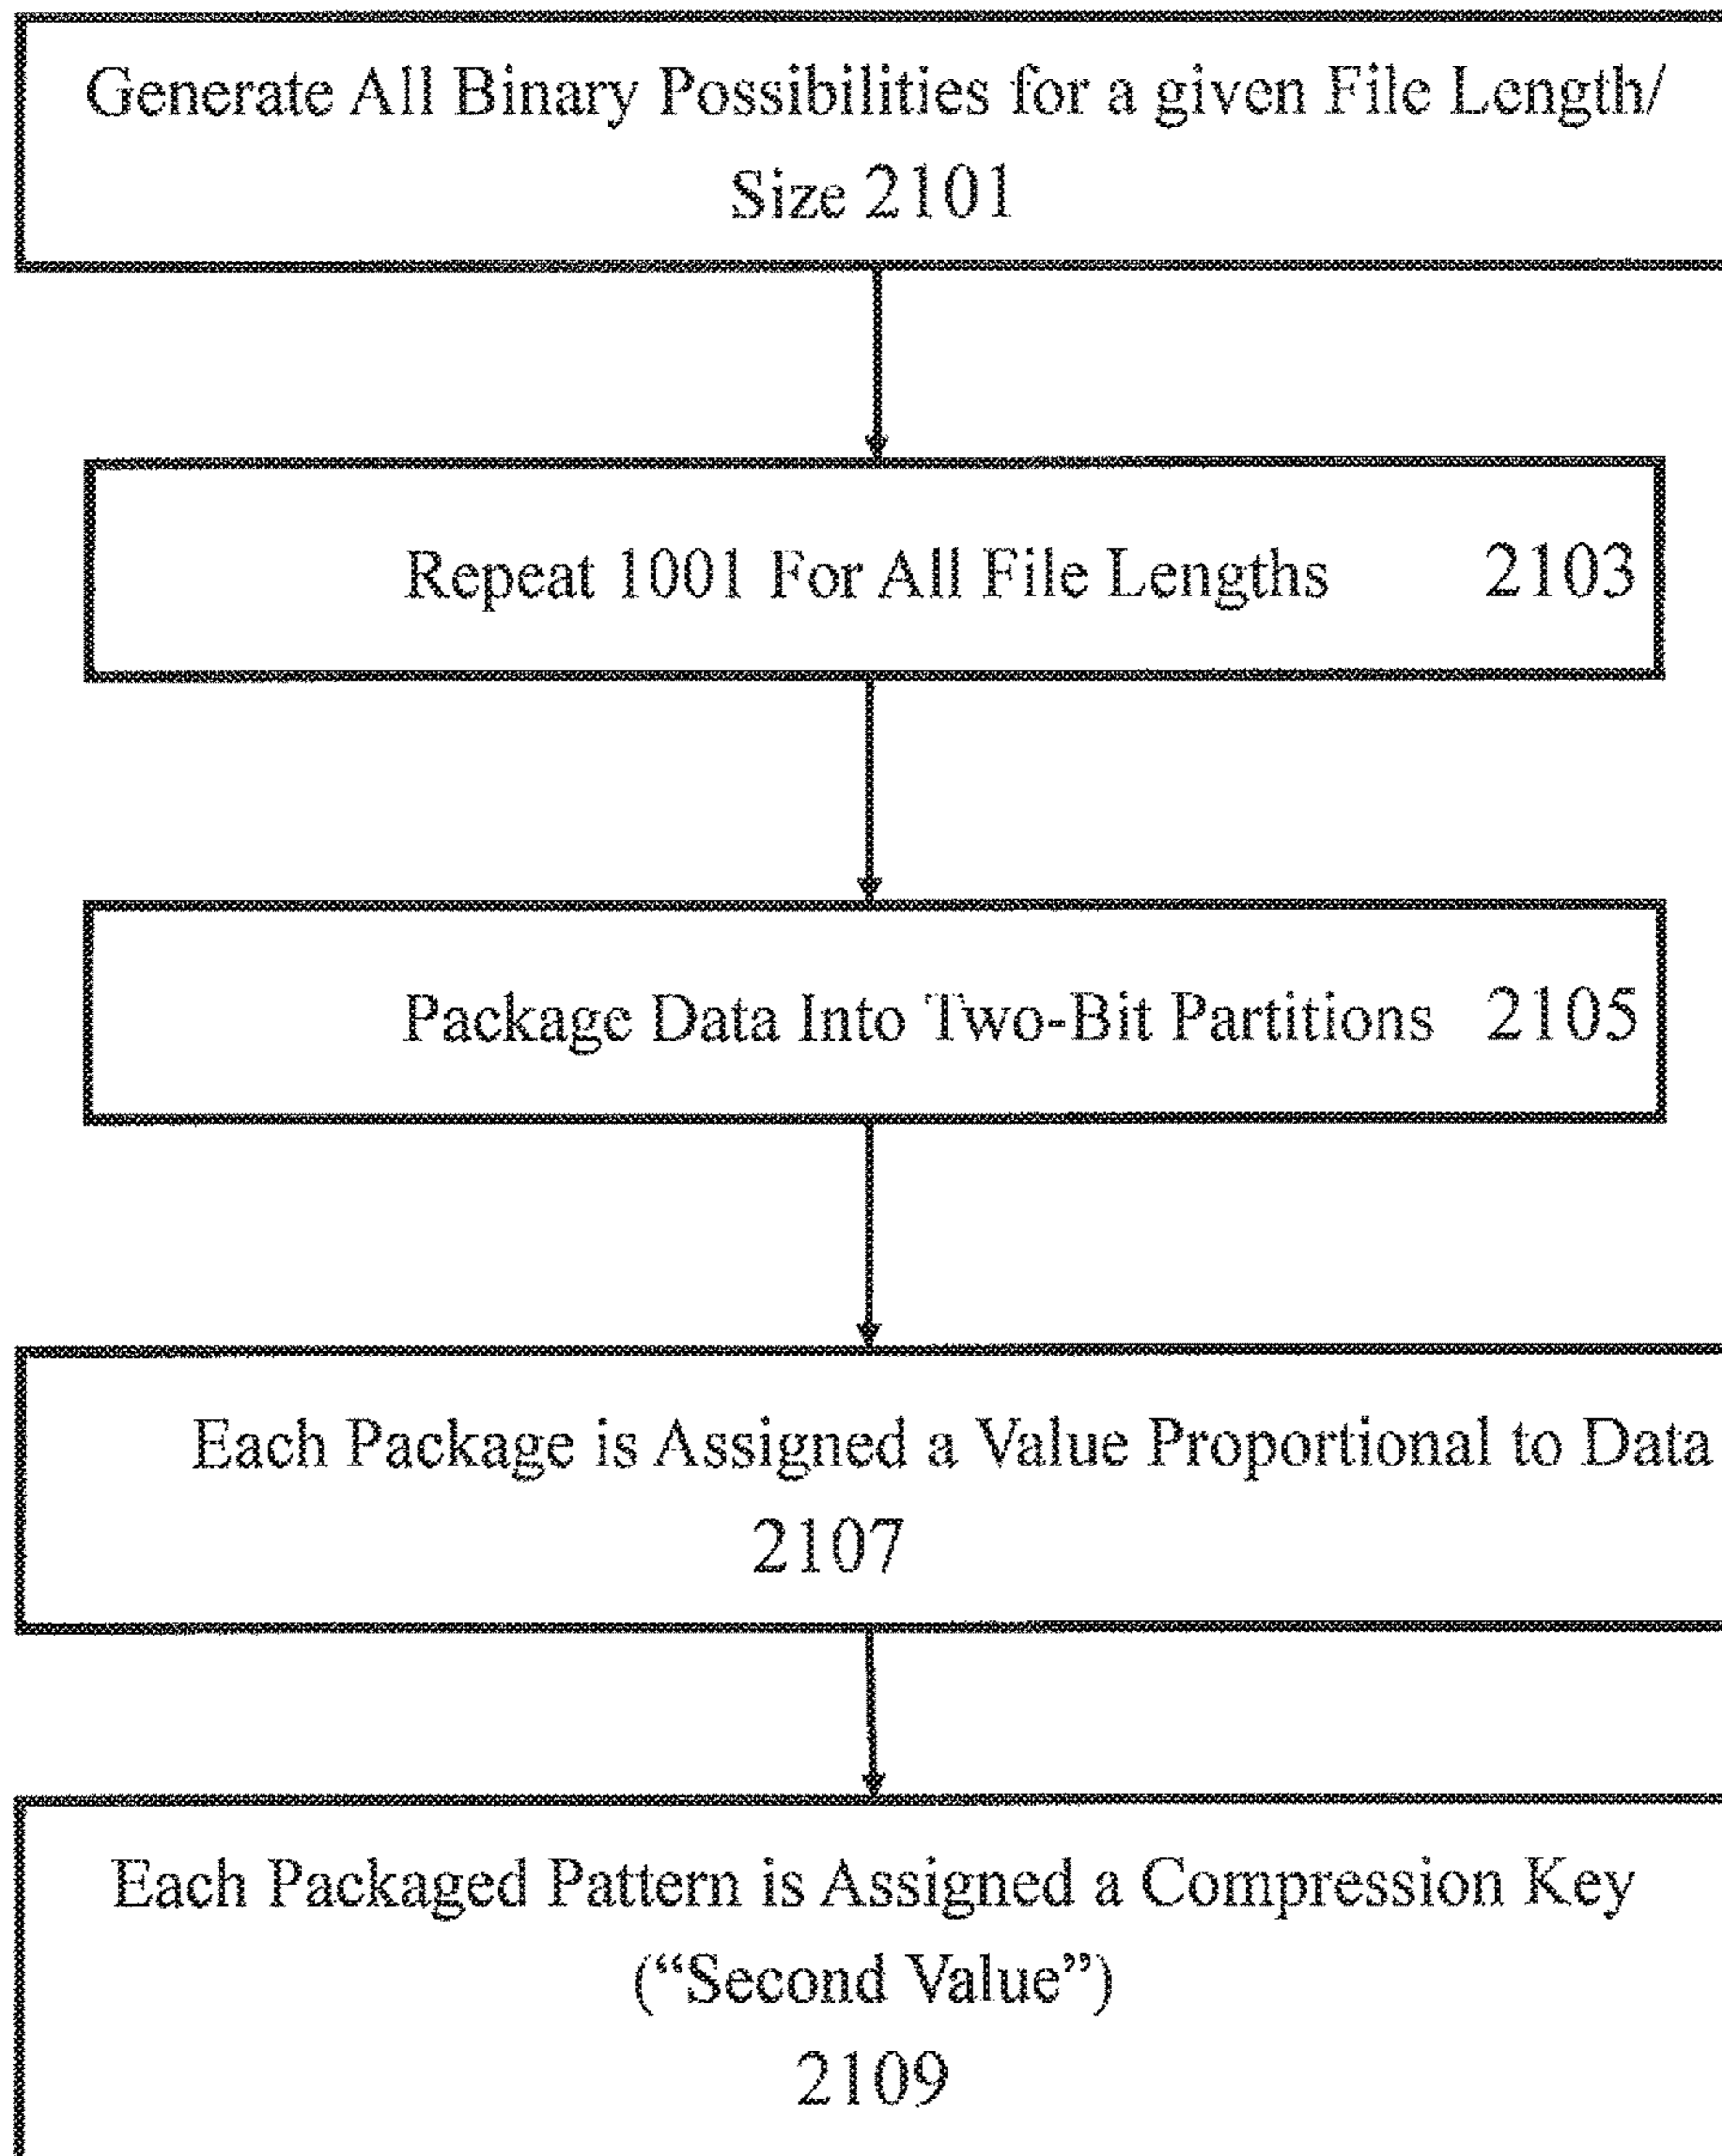 Generate All Binary Possibilities for a given File Length/
Size 2101
Repeat 1001 For All File Lengths 2103
Package Data Into Two-Bit Partitions 2105
Each Package is Assigned a Value Proportional to Data
2107
Each Packaged Pattern is Assigned a Compression Key
(“Second Value”)
2109